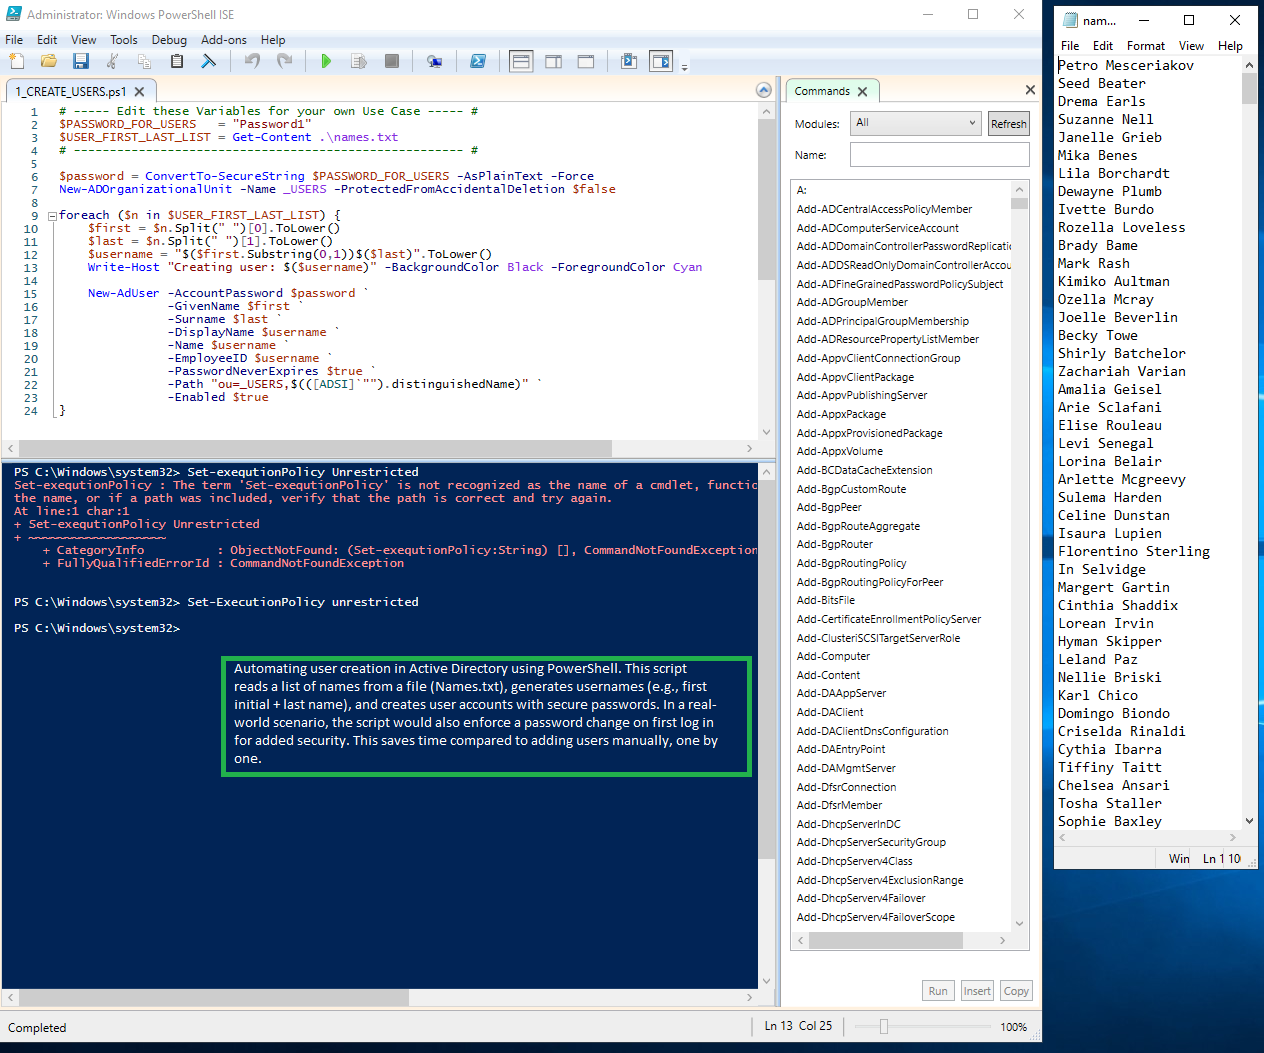 Administrator: Windows PowerShell ISE
File Edit View Tools Debug Add-ons Help
1_CREATE_USERS.ps1
1 # ----- Edit these Variables for your own Use Case ----- #
2 $PASSWORD_FOR_USERS   = "Password1"
3 $USER_FIRST_LAST_LIST = Get-Content .\names.txt
4 # ------------------------------------------------------ #
5
6 $password = ConvertTo-SecureString $PASSWORD_FOR_USERS -AsPlainText -Force
7 New-ADOrganizationalUnit -Name _USERS -ProtectedFromAccidentalDeletion $false
8
9 foreach ($n in $USER_FIRST_LAST_LIST) {
10     $first = $n.Split(" ")[0].ToLower()
11     $last = $n.Split(" ")[1].ToLower()
12     $username = "$($first.Substring(0,1))$($last)".ToLower()
13     Write-Host "Creating user: $($username)" -BackgroundColor Black -ForegroundColor Cyan
14
15     New-AdUser -AccountPassword $password `
16                -GivenName $first `
17                -Surname $last `
18                -DisplayName $username `
19                -Name $username `
20                -EmployeeID $username `
21                -PasswordNeverExpires $true `
22                -Path "ou=_USERS,$(([ADSI]`"").distinguishedName)" `
23                -Enabled $true
24 }
PS C:\Windows\system32> Set-exequtionPolicy Unrestricted
Set-exequtionPolicy : The term 'Set-exequtionPolicy' is not recognized as the name of a cmdlet, functio
the name, or if a path was included, verify that the path is correct and try again.
At line:1 char:1
+ Set-exequtionPolicy Unrestricted
+ ~~~~~~~~~~~~~~~~~~~
    + CategoryInfo          : ObjectNotFound: (Set-exequtionPolicy:String) [], CommandNotFoundException
    + FullyQualifiedErrorId : CommandNotFoundException
PS C:\Windows\system32> Set-ExecutionPolicy unrestricted
PS C:\Windows\system32>
Automating user creation in Active Directory using PowerShell. This script
reads a list of names from a file (Names.txt), generates usernames (e.g., first
initial + last name), and creates user accounts with secure passwords. In a real-
world scenario, the script would also enforce a password change on first log in
for added security. This saves time compared to adding users manually, one by
one.
Completed
Ln 13 Col 25
100%
Commands
Modules: All Refresh
Name:
A:
Add-ADCentralAccessPolicyMember
Add-ADComputerServiceAccount
Add-ADDomainControllerPasswordReplicatic
Add-ADDSReadOnlyDomainControllerAccou
Add-ADFineGrainedPasswordPolicySubject
Add-ADGroupMember
Add-ADPrincipalGroupMembership
Add-ADResourcePropertyListMember
Add-AppvClientConnectionGroup
Add-AppvClientPackage
Add-AppvPublishingServer
Add-AppxPackage
Add-AppxProvisionedPackage
Add-AppxVolume
Add-BCDataCacheExtension
Add-BgpCustomRoute
Add-BgpPeer
Add-BgpRouteAggregate
Add-BgpRouter
Add-BgpRoutingPolicy
Add-BgpRoutingPolicyForPeer
Add-BitsFile
Add-CertificateEnrollmentPolicyServer
Add-ClusteriSCSITargetServerRole
Add-Computer
Add-Content
Add-DAAppServer
Add-DAClient
Add-DAClientDnsConfiguration
Add-DAEntryPoint
Add-DAMgmtServer
Add-DfsrConnection
Add-DfsrMember
Add-DhcpServerInDC
Add-DhcpServerSecurityGroup
Add-DhcpServerv4Class
Add-DhcpServerv4ExclusionRange
Add-DhcpServerv4Failover
Add-DhcpServerv4FailoverScope
Run Insert Copy
nam...
File Edit Format View Help
Petro Mesceriakov
Seed Beater
Drema Earls
Suzanne Nell
Janelle Grieb
Mika Benes
Lila Borchardt
Dewayne Plumb
Ivette Burdo
Rozella Loveless
Brady Bame
Mark Rash
Kimiko Aultman
Ozella Mcray
Joelle Beverlin
Becky Towe
Shirly Batchelor
Zachariah Varian
Amalia Geisel
Arie Sclafani
Elise Rouleau
Levi Senegal
Lorina Belair
Arlette Mcgreevy
Sulema Harden
Celine Dunstan
Isaura Lupien
Florentino Sterling
In Selvidge
Margert Gartin
Cinthia Shaddix
Lorean Irvin
Hyman Skipper
Leland Paz
Nellie Briski
Karl Chico
Domingo Biondo
Criselda Rinaldi
Cythia Ibarra
Tiffiny Taitt
Chelsea Ansari
Tosha Staller
Sophie Baxley
Win Ln 1 10